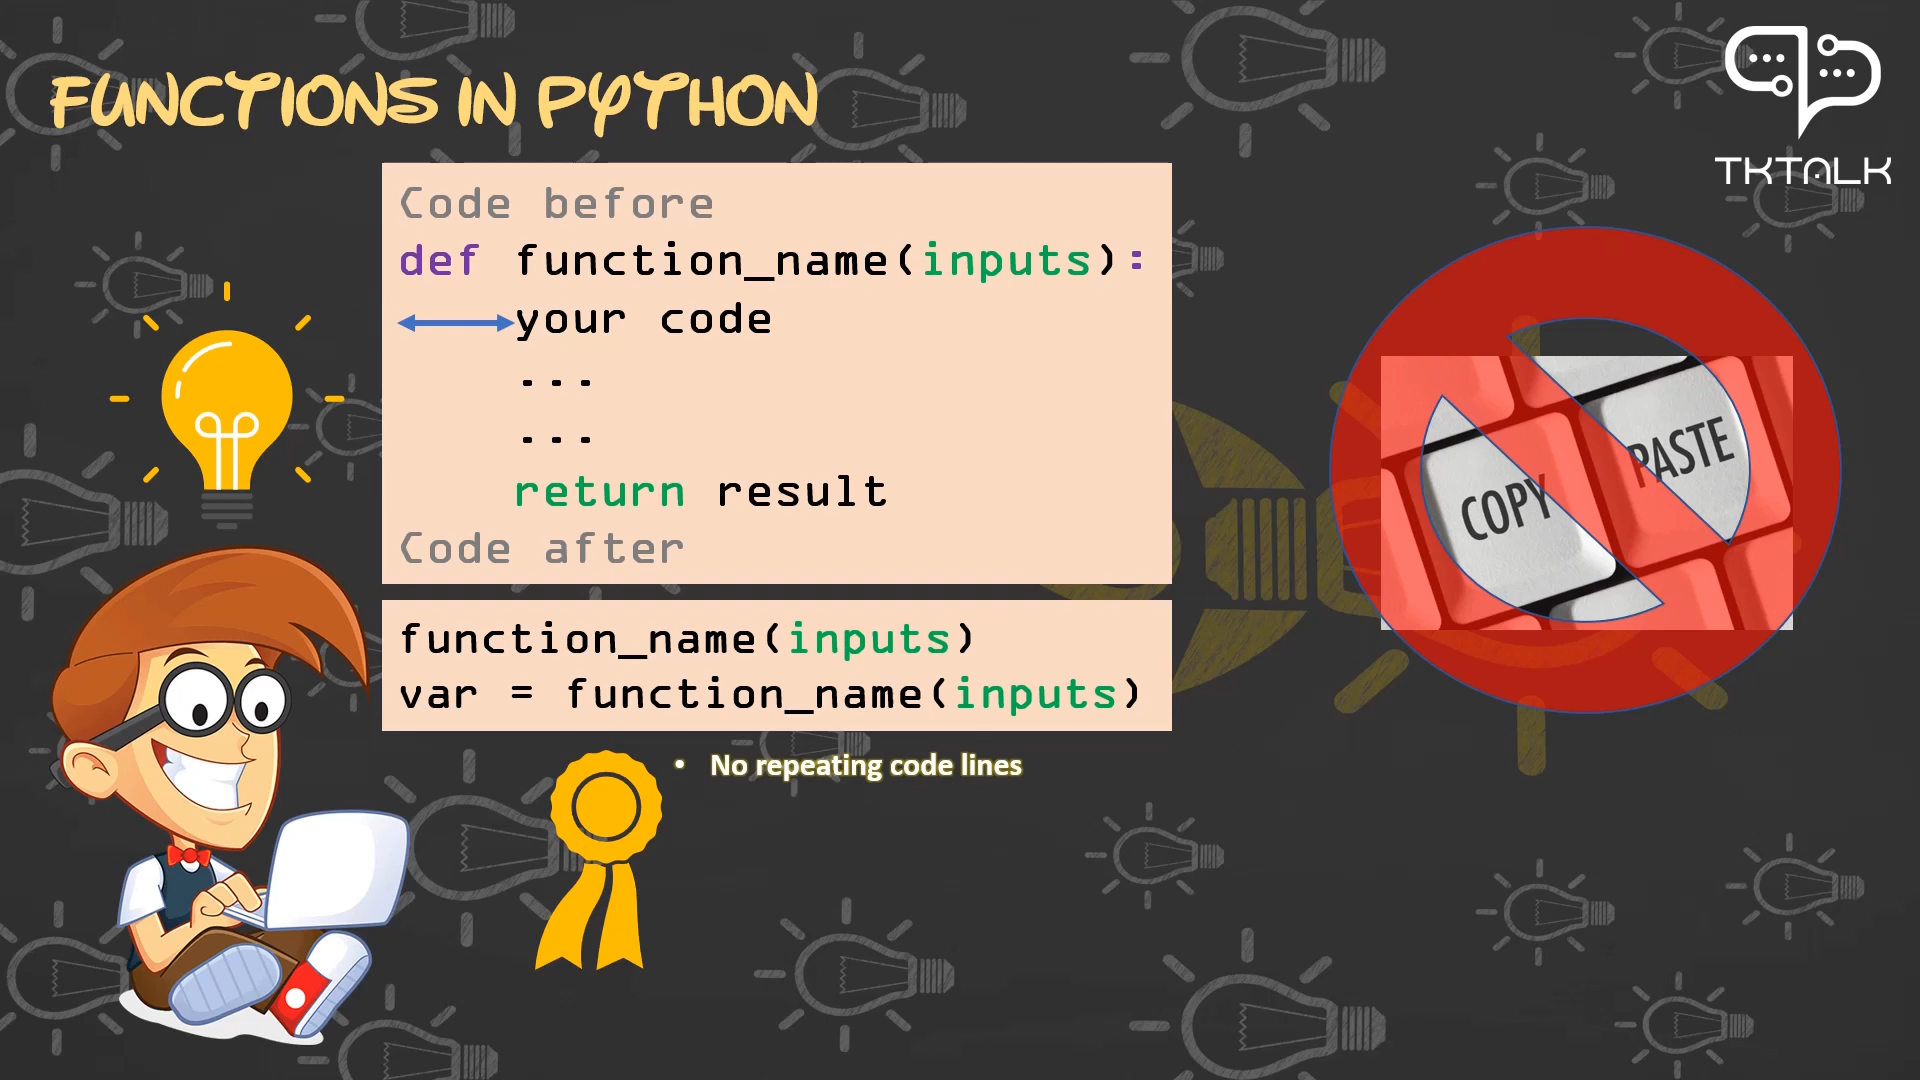 FUNCTIONS IN PYTHON
TKTALK
Code before
def function_name(inputs):
your code
...
...
return result
Code after
function_name(inputs)
var = function_name(inputs)
• No repeating code lines
COPY
PASTE